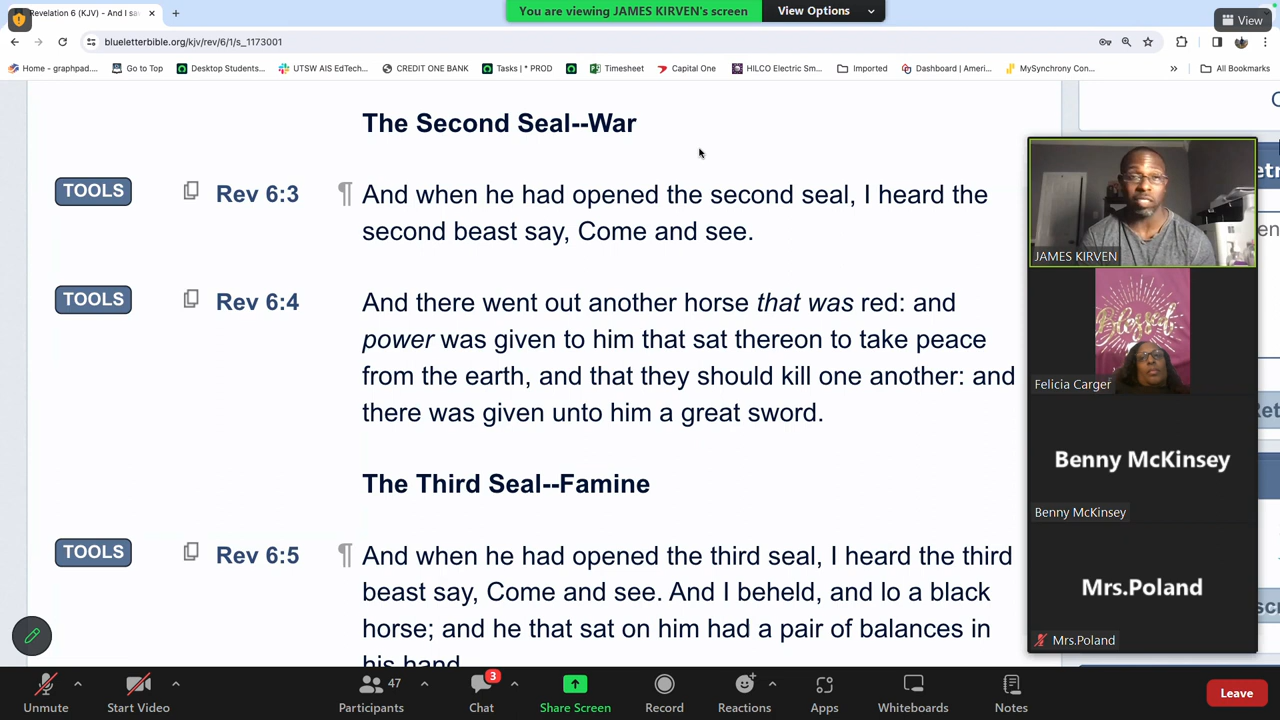 Revelation 6 (KJV) - And I sa
You are viewing JAMES KIRVEN's screen
View Options
View
blueletterbible.org/kjv/rev/6/1/s_1173001
Home - graphpad....
Go to Top
Desktop Students...
UTSW AIS EdTech...
CREDIT ONE BANK
Tasks | * PROD
Timesheet
Capital One
HILCO Electric Sm...
Imported
Dashboard | Ameri...
MySynchrony Con...
»
All Bookmarks
The Second Seal--War
TOOLS Rev 6:3 ¶ And when he had opened the second seal, I heard the
second beast say, Come and see.
TOOLS Rev 6:4 And there went out another horse that was red: and
power was given to him that sat thereon to take peace
from the earth, and that they should kill one another: and
there was given unto him a great sword.
The Third Seal--Famine
TOOLS Rev 6:5 ¶ And when he had opened the third seal, I heard the third
beast say, Come and see. And I beheld, and lo a black
horse; and he that sat on him had a pair of balances in
his hand
JAMES KIRVEN
Blessed
Felicia Carger
Benny McKinsey
Benny McKinsey
Mrs.Poland
Mrs.Poland
Unmute
Start Video
47
Participants
3
Chat
Share Screen
Record
Reactions
Apps
Whiteboards
Notes
Leave